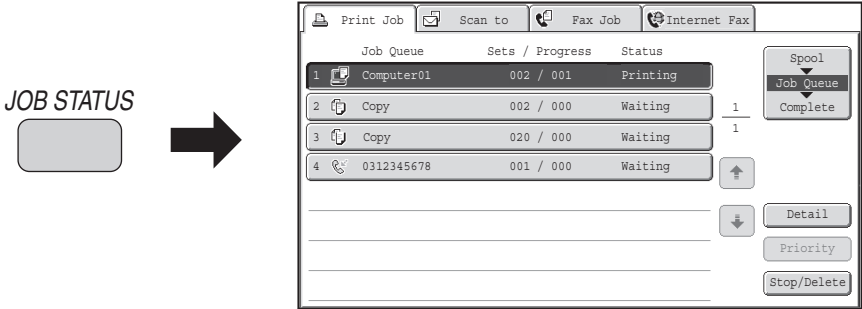 JOB STATUS
Print Job Scan to Fax Job Internet Fax
Job Queue Sets / Progress Status
1 Computer01 002 / 001 Printing
2 Copy 002 / 000 Waiting
3 Copy 020 / 000 Waiting
4 0312345678 001 / 000 Waiting
1
1
Spool
Job Queue
Complete
Detail
Priority
Stop/Delete